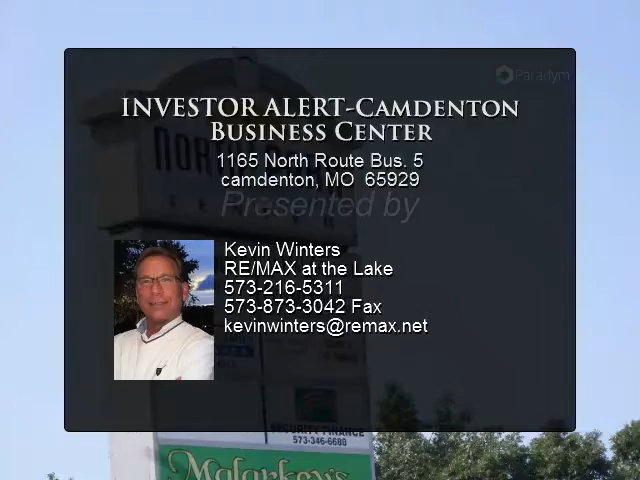 Paradym
INVESTOR ALERT-CAMDENTON
BUSINESS CENTER
1165 North Route Bus. 5
camdenton, MO 65929
Presented by
Kevin Winters
RE/MAX at the Lake
573-216-5311
573-873-3042 Fax
kevinwinters@remax.net
SECURITY FINANCE
573-346-6688
Malarkey's